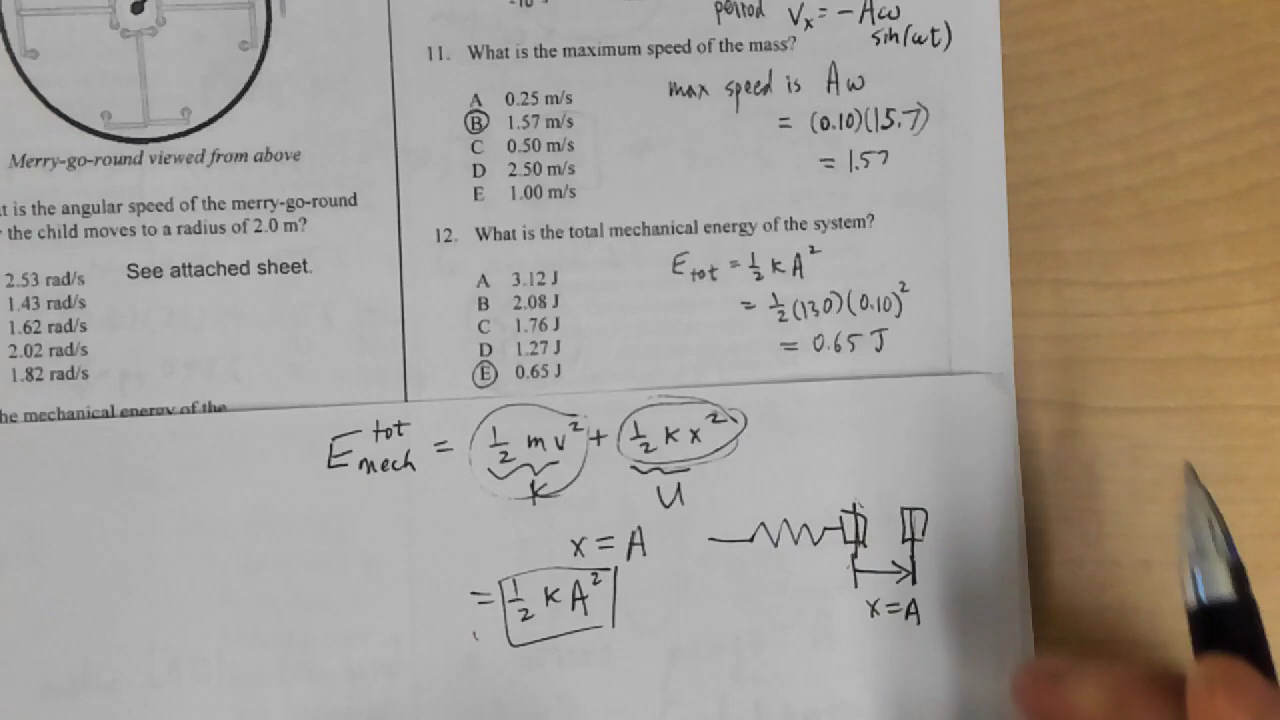 Merry-go-round viewed from above
t is the angular speed of the merry-go-round
the child moves to a radius of 2.0 m?
2.53 rad/s See attached sheet.
1.43 rad/s
1.62 rad/s
2.02 rad/s
1.82 rad/s
he mechanical energy of the
period Vx = - Aω
sin(ωt)
11. What is the maximum speed of the mass?
A 0.25 m/s
B 1.57 m/s
C 0.50 m/s
D 2.50 m/s
E 1.00 m/s
max speed is Aω
= (0.10)(15.7)
= 1.57
12. What is the total mechanical energy of the system?
A 3.12 J
B 2.08 J
C 1.76 J
D 1.27 J
E 0.65 J
E tot = 1/2 k A²
= 1/2 (130)(0.10)²
= 0.65 J
E tot mech = 1/2 mv² + 1/2 kx²
K U
x = A
= 1/2 k A²
x=A